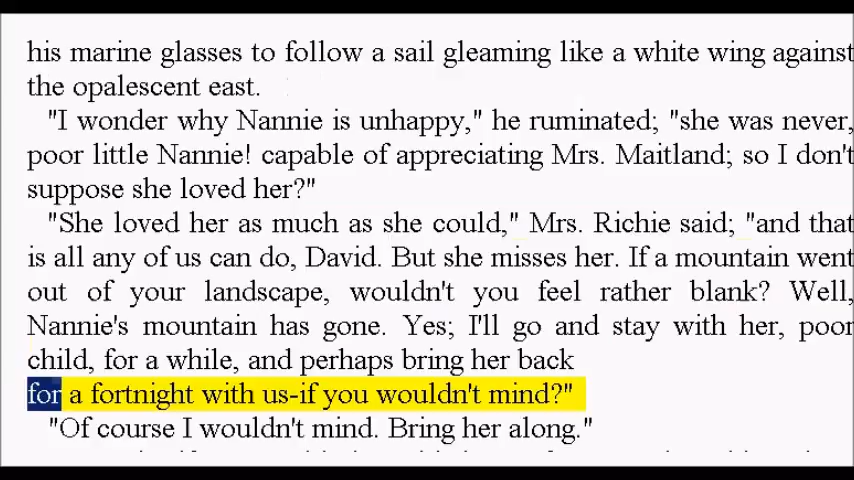 his marine glasses to follow a sail gleaming like a white wing against
the opalescent east.
"I wonder why Nannie is unhappy," he ruminated; "she was never,
poor little Nannie! capable of appreciating Mrs. Maitland; so I don't
suppose she loved her?"
"She loved her as much as she could," Mrs. Richie said; "and that
is all any of us can do, David. But she misses her. If a mountain went
out of your landscape, wouldn't you feel rather blank? Well,
Nannie's mountain has gone. Yes; I'll go and stay with her, poor
child, for a while, and perhaps bring her back
for a fortnight with us-if you wouldn't mind?"
"Of course I wouldn't mind. Bring her along."